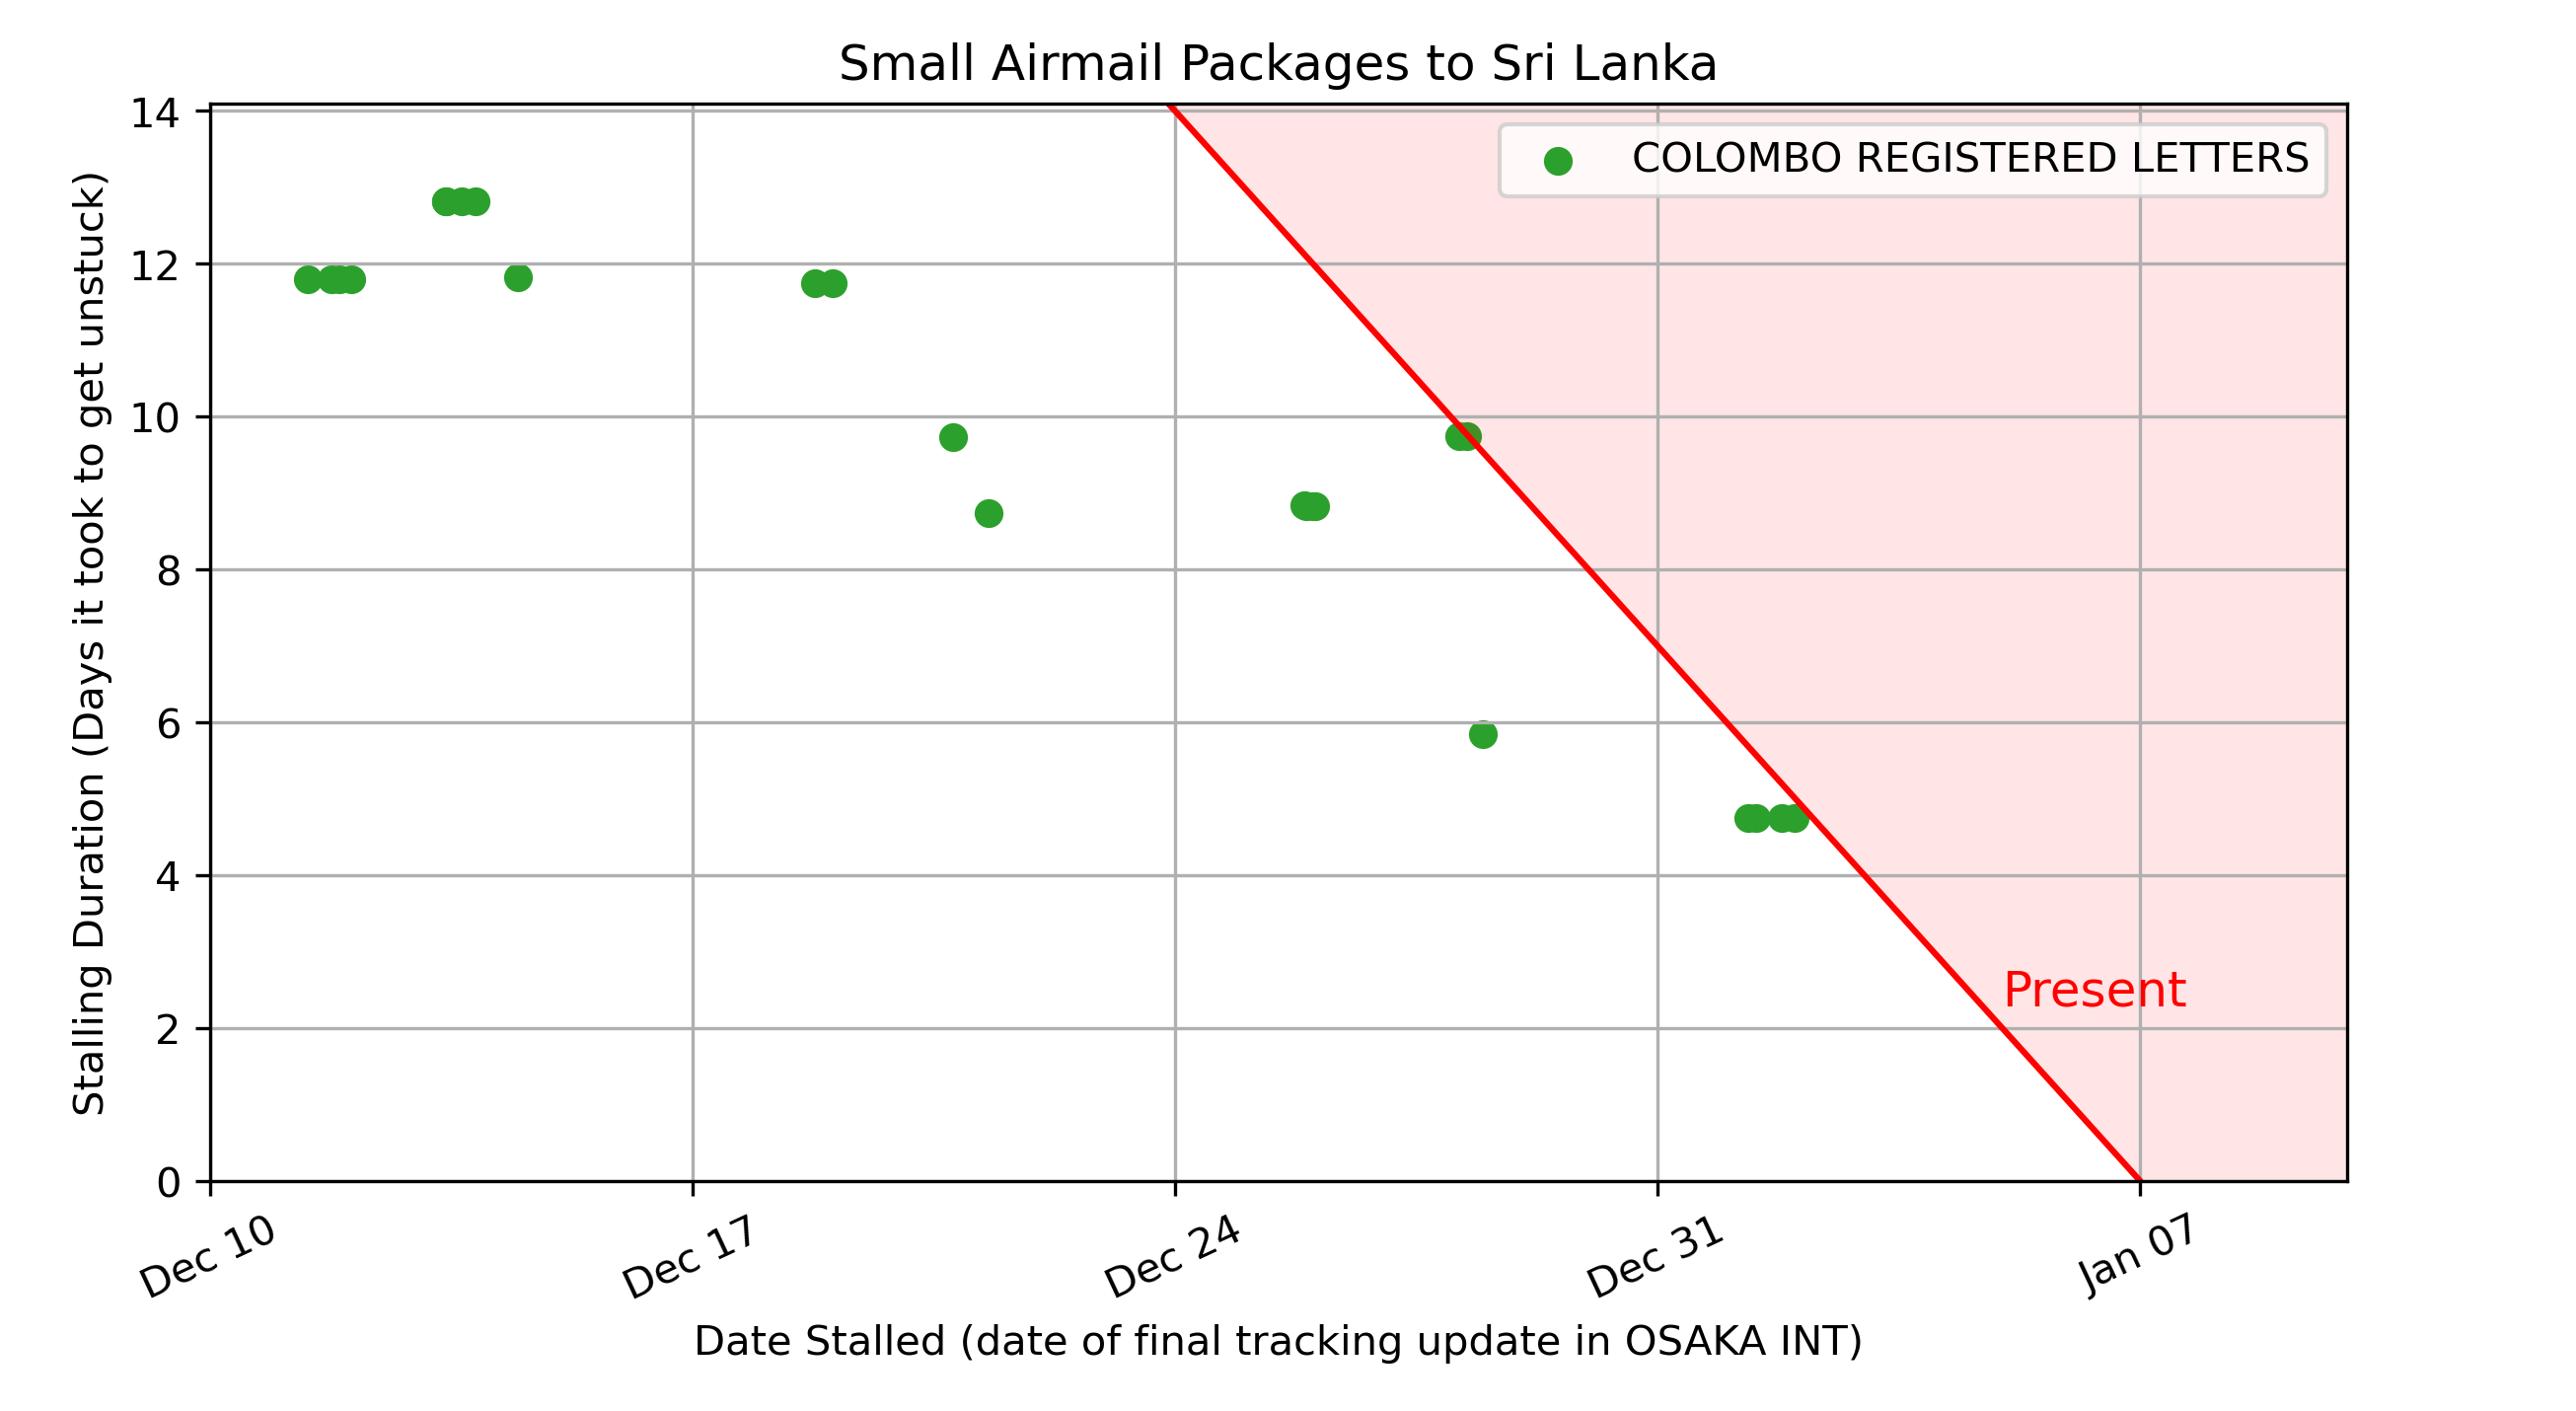 Small Airmail Packages to Sri Lanka
COLOMBO REGISTERED LETTERS
Stalling Duration (Days it took to get unstuck)
14
12
10
8
6
4
2
0
Present
Dec 10
Dec 17
Dec 24
Dec 31
Jan 07
Date Stalled (date of final tracking update in OSAKA INT)